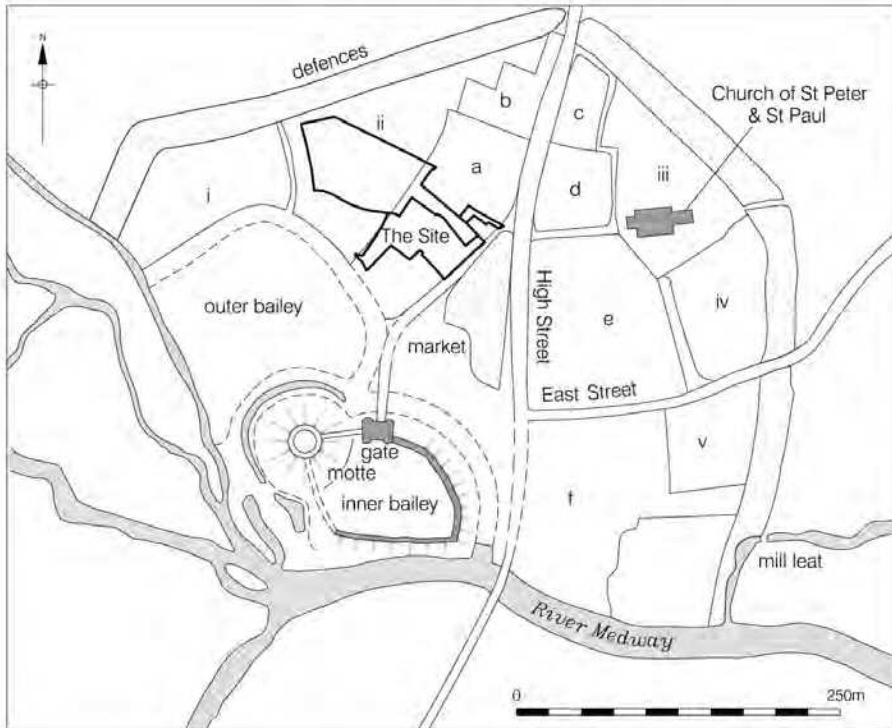 N
defences
Church of St Peter
& St Paul
b
c
ii
a
d
iii
i
The Site
outer bailey
High Street
e
iv
market
East Street
gate
motte
v
inner bailey
f
mill leat
River Medway
0
250m